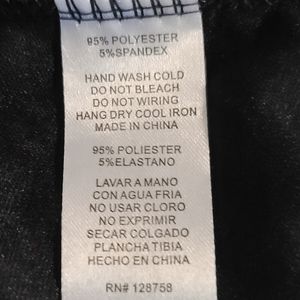 95% POLYESTER
5%SPANDEX
HAND WASH COLD
DO NOT BLEACH
DO NOT WIRING
HANG DRY COOL IRON
MADE IN CHINA
95% POLIESTER
5%ELASTANO
LAVAR A MANO
CON AGUA FRIA
NO USAR CLORO
NO EXPRIMIR
SECAR COLGADO
PLANCHA TIBIA
HECHO EN CHINA
RN# 128758